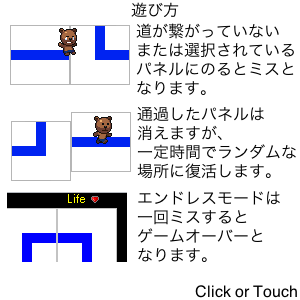 遊び方
道が繋がっていない
または選択されている
パネルにのるとミスと
なります。
通過したパネルは
消えますが、
一定時間でランダムな
場所に復活します。
Life
エンドレスモードは
一回ミスすると
ゲームオーバーと
なります。
Click or Touch